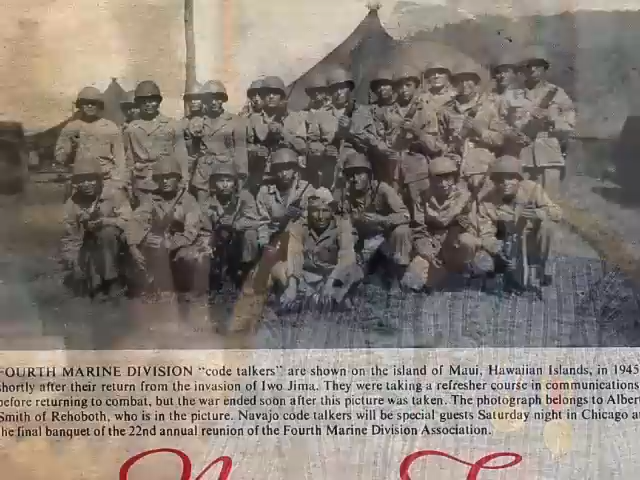 FOURTH MARINE DIVISION "code talkers" are shown on the island of Maui, Hawaiian Islands, in 1945
shortly after their return from the invasion of Iwo Jima. They were taking a refresher course in communications
before returning to combat, but the war ended soon after this picture was taken. The photograph belongs to Albert
Smith of Rehoboth, who is in the picture. Navajo code talkers will be special guests Saturday night in Chicago at
the final banquet of the 22nd annual reunion of the Fourth Marine Division Association.